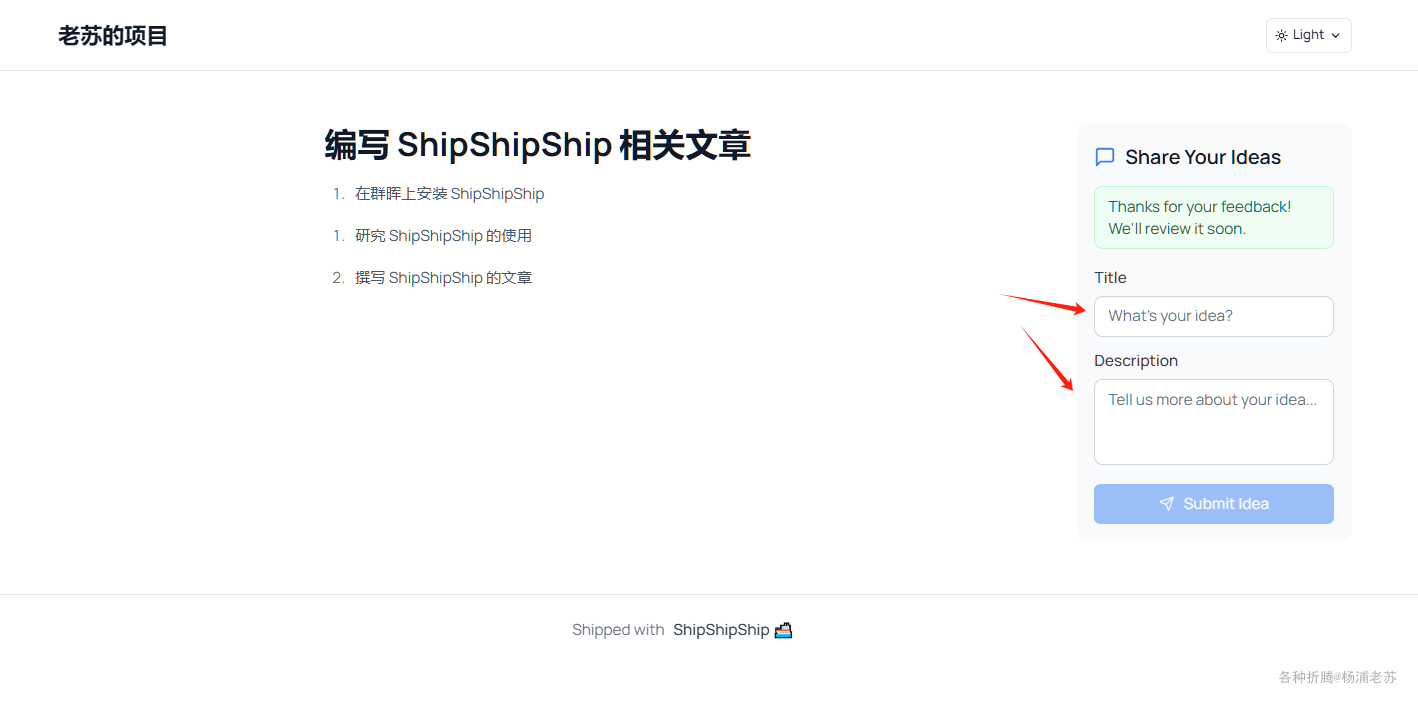 老苏的项目
Light
编写 ShipShipShip 相关文章
1. 在群晖上安装 ShipShipShip
1. 研究 ShipShipShip 的使用
2. 撰写 ShipShipShip 的文章
Share Your Ideas
Thanks for your feedback!
We'll review it soon.
Title
What's your idea?
Description
Tell us more about your idea...
Submit Idea
Shipped with ShipShipShip
各种折腾@杨浦老苏